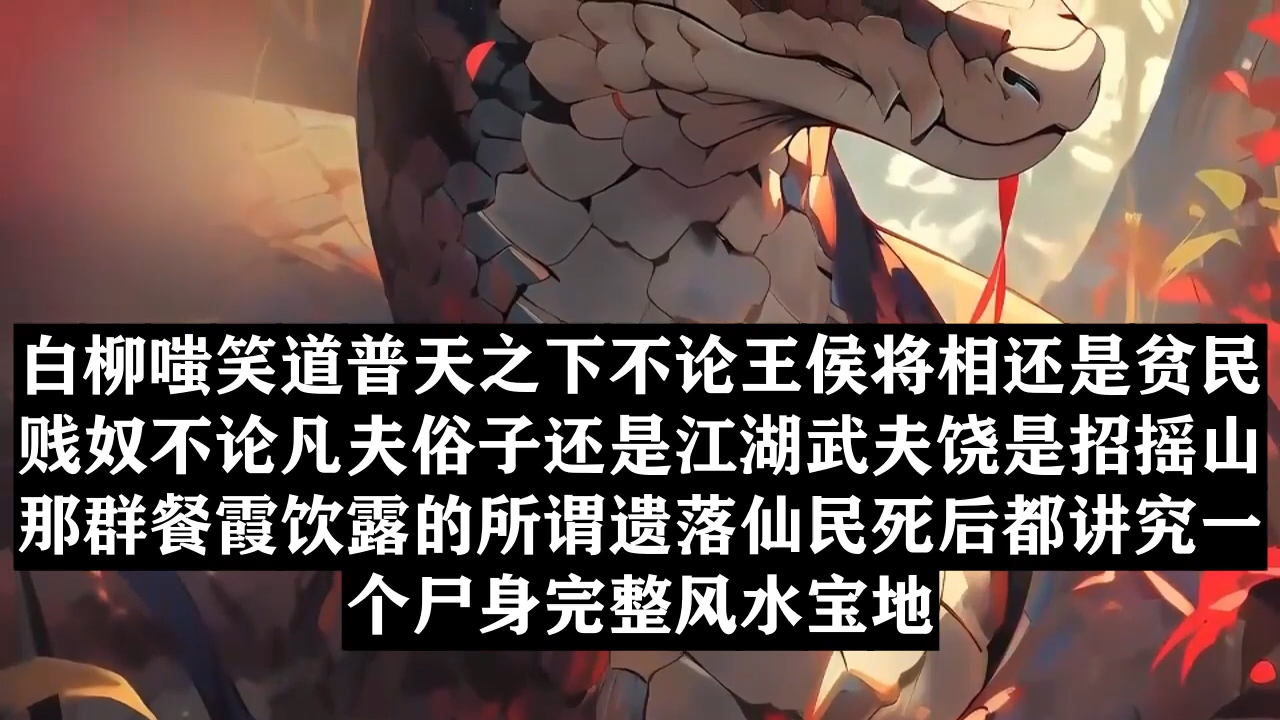 白柳嗤笑道普天之下不论王侯将相还是贫民
贱奴不论凡夫俗子还是江湖武夫饶是招摇山
那群餐霞饮露的所谓遗落仙民死后都讲究一
个尸身完整风水宝地